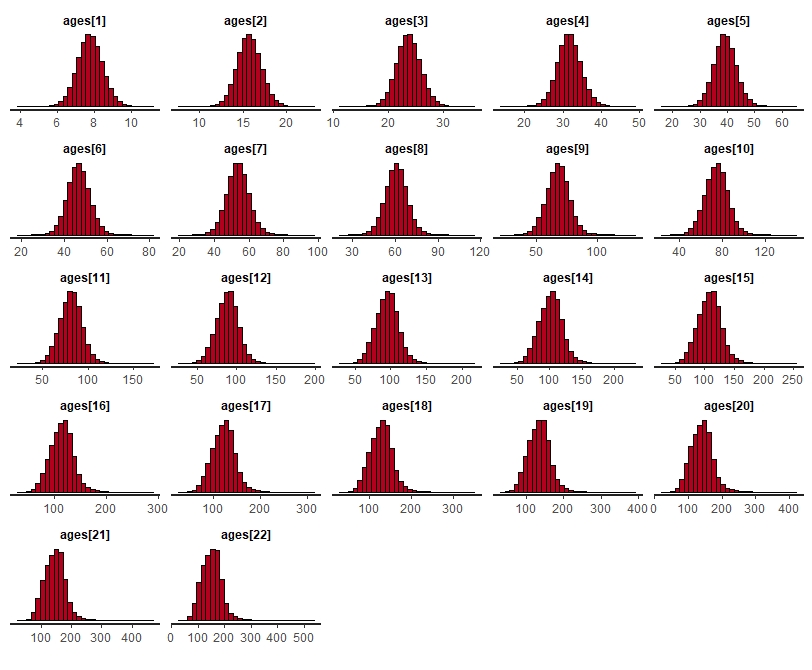 ages[1] ages[2] ages[3] ages[4] ages[5]
4 6 8 10 10 15 20 10 20 30 20 30 40 50 20 30 40 50 60
ages[6] ages[7] ages[8] ages[9] ages[10]
20 40 60 80 20 40 60 80 100 30 60 90 120 50 100 40 80 120
ages[11] ages[12] ages[13] ages[14] ages[15]
50 100 150 50 100 150 200 50 100 150 200 50 100 150 200 50 100 150 200 250
ages[16] ages[17] ages[18] ages[19] ages[20]
100 200 300 100 200 300 100 200 300 100 200 300 400 0 100 200 300 400
ages[21] ages[22]
100 200 300 400 0 100 200 300 400 500